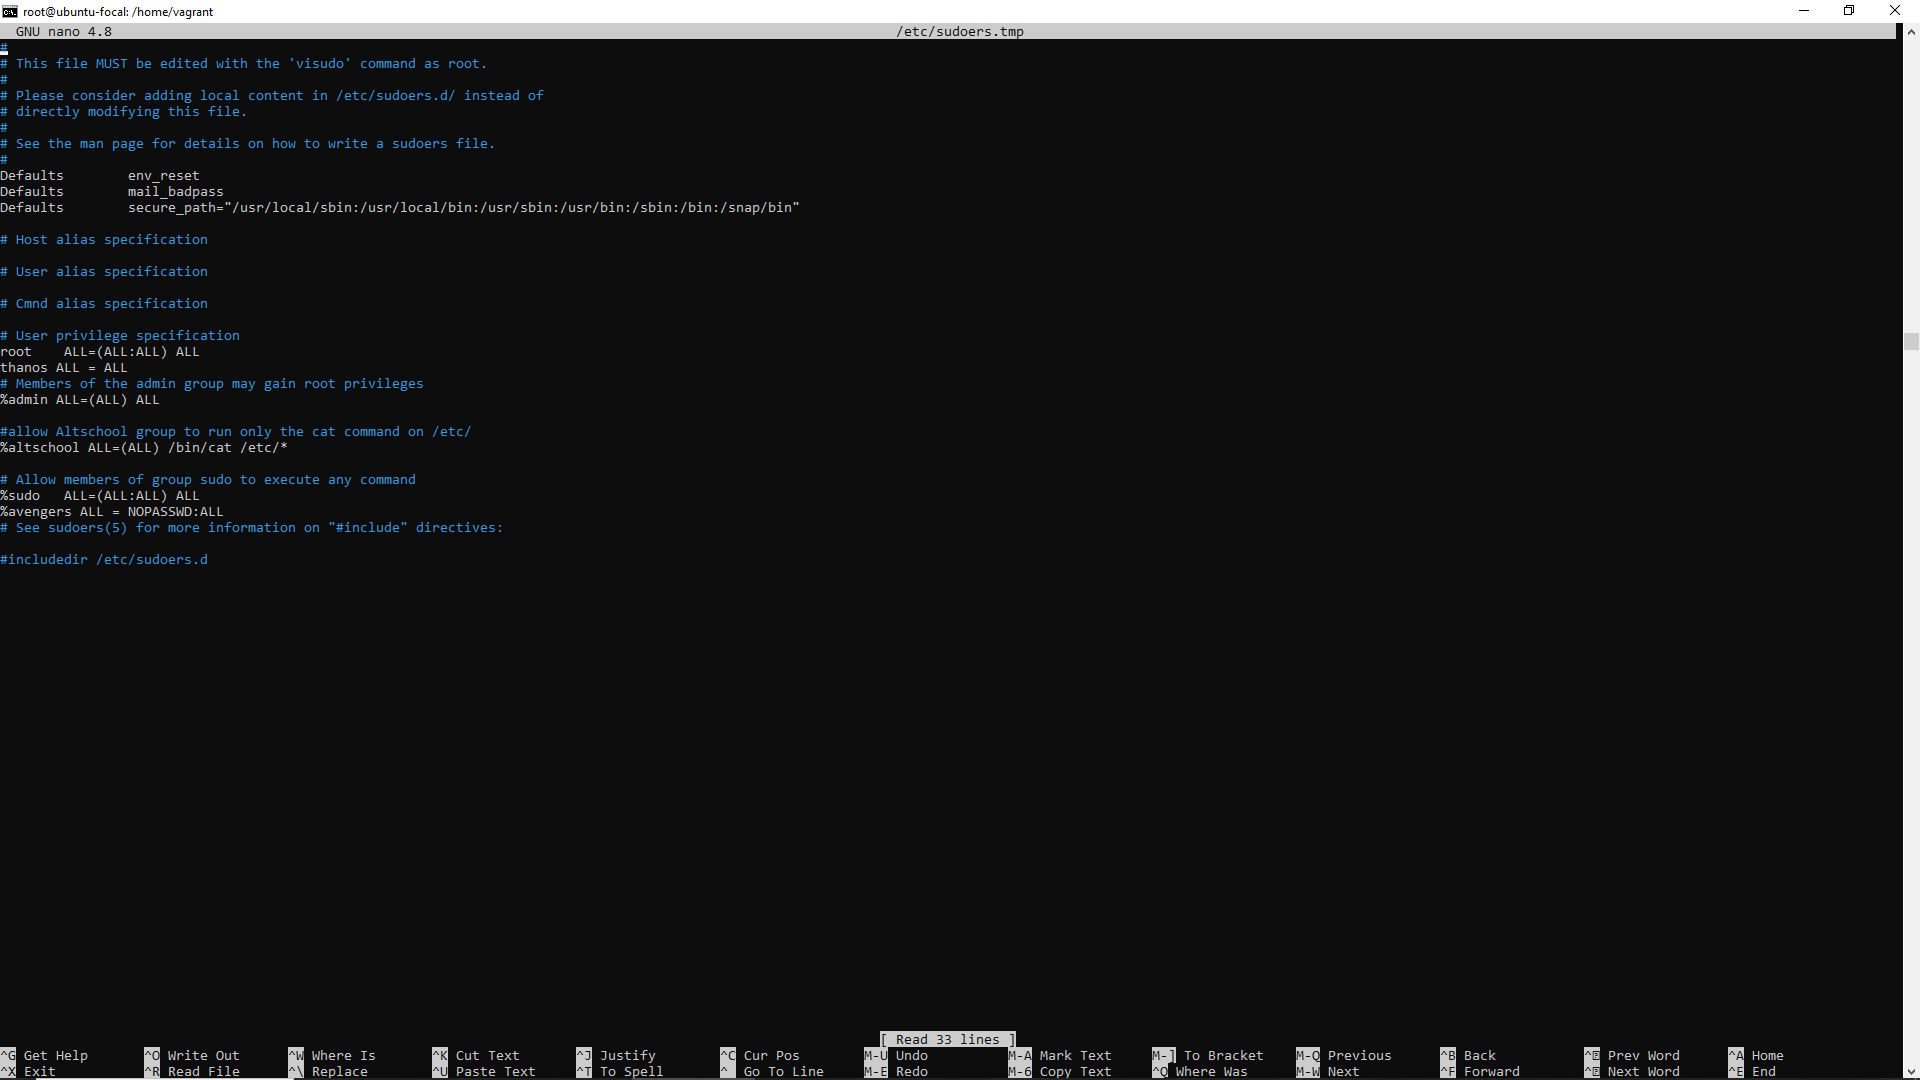 root@ubuntu-focal: /home/vagrant
GNU nano 4.8 /etc/sudoers.tmp
#
# This file MUST be edited with the 'visudo' command as root.
#
# Please consider adding local content in /etc/sudoers.d/ instead of
# directly modifying this file.
#
# See the man page for details on how to write a sudoers file.
#
Defaults        env_reset
Defaults        mail_badpass
Defaults        secure_path="/usr/local/sbin:/usr/local/bin:/usr/sbin:/usr/bin:/sbin:/bin:/snap/bin"

# Host alias specification

# User alias specification

# Cmnd alias specification

# User privilege specification
root    ALL=(ALL:ALL) ALL
thanos ALL = ALL
# Members of the admin group may gain root privileges
%admin ALL=(ALL) ALL

#allow Altschool group to run only the cat command on /etc/
%altschool ALL=(ALL) /bin/cat /etc/*

# Allow members of group sudo to execute any command
%sudo   ALL=(ALL:ALL) ALL
%avengers ALL = NOPASSWD:ALL
# See sudoers(5) for more information on "#include" directives:

#includedir /etc/sudoers.d
[ Read 33 lines ]
^G Get Help ^O Write Out ^W Where Is ^K Cut Text ^J Justify ^C Cur Pos M-U Undo M-A Mark Text M-] To Bracket M-Q Previous ^B Back Prev Word ^A Home
^X Exit ^R Read File ^\ Replace ^U Paste Text ^T To Spell ^_ Go To Line M-E Redo M-6 Copy Text ^Q Where Was M-W Next ^F Forward Next Word ^E End